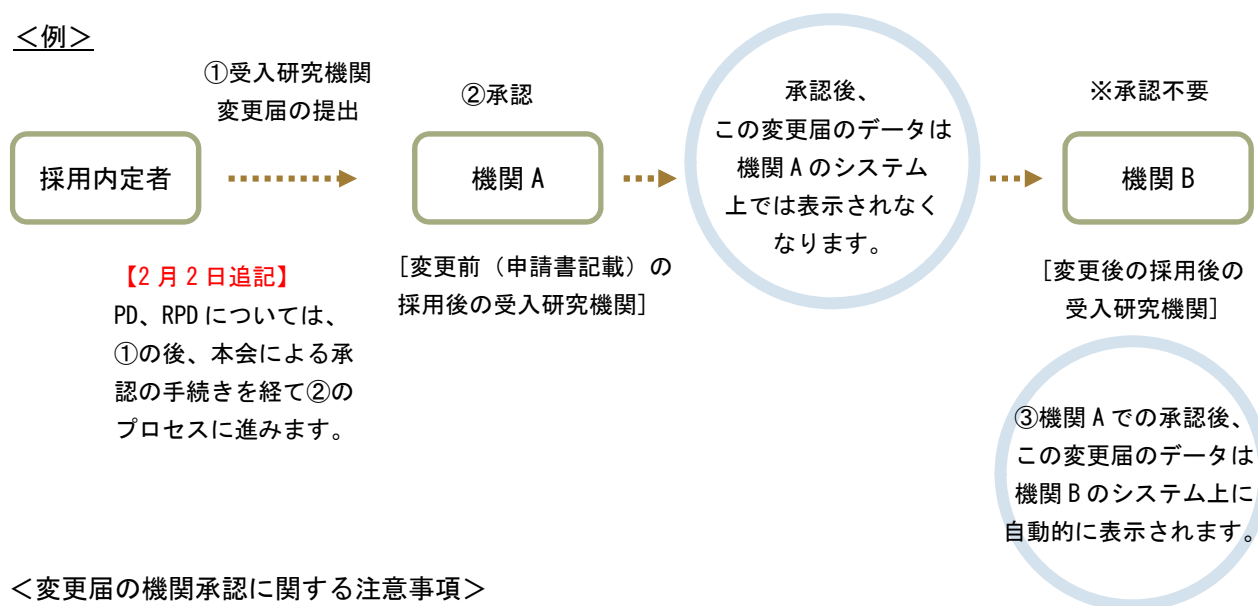 ＜例＞
①受入研究機関
変更届の提出
採用内定者
【2月2日追記】
PD、RPDについては、
①の後、本会による承
認の手続きを経て②の
プロセスに進みます。
②承認
機関A
[変更前（申請書記載）の
採用後の受入研究機関]
承認後、
この変更届のデータは
機関Aのシステム
上では表示されなく
なります。
※承認不要
機関B
[変更後の採用後の
受入研究機関]
③機関Aでの承認後、
この変更届のデータは
機関Bのシステム上に
自動的に表示されます。
＜変更届の機関承認に関する注意事項＞